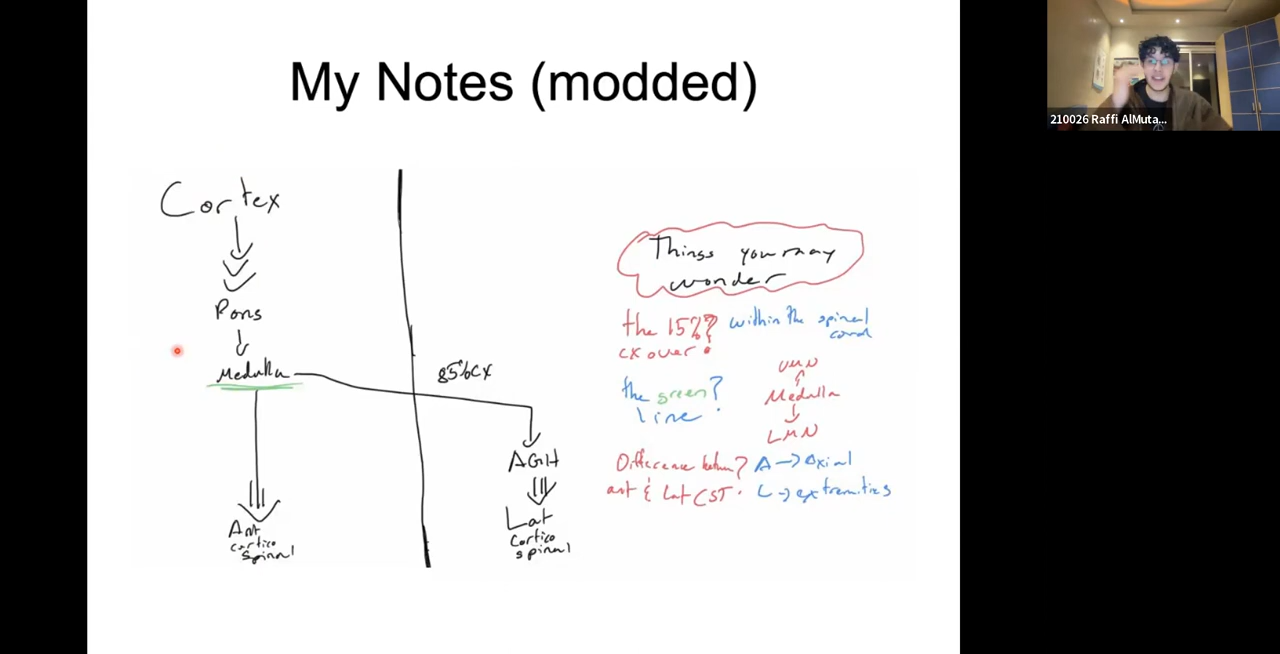 My Notes (modded)
210026 Raffi AlMuta...
Cortex
Pons
Medulla
85% cx
AGH
Lat
Cortico
spinal
Ant
cortico
spinal
Things you may
wonder
the 15%? within the spinal
cord
cx over?
the green?
line
UMN
Medulla
LMN
Difference betwn? A → Axial
ant & Lat CST. L → extremities